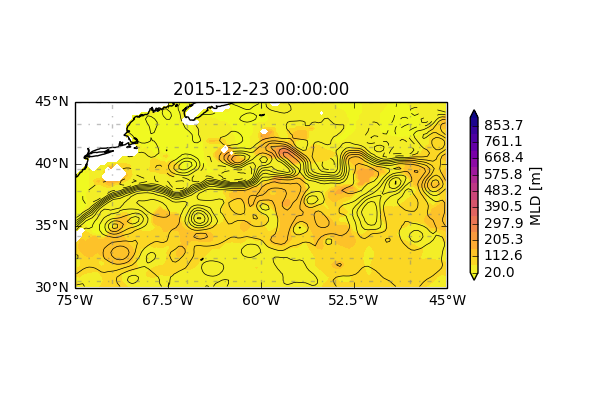 2015-12-23 00:00:00
45°N
40°N
35°N
30°N
75°W
67.5°W
60°W
52.5°W
45°W
853.7
761.1
668.4
575.8
483.2
390.5
297.9
205.3
112.6
20.0
MLD [m]